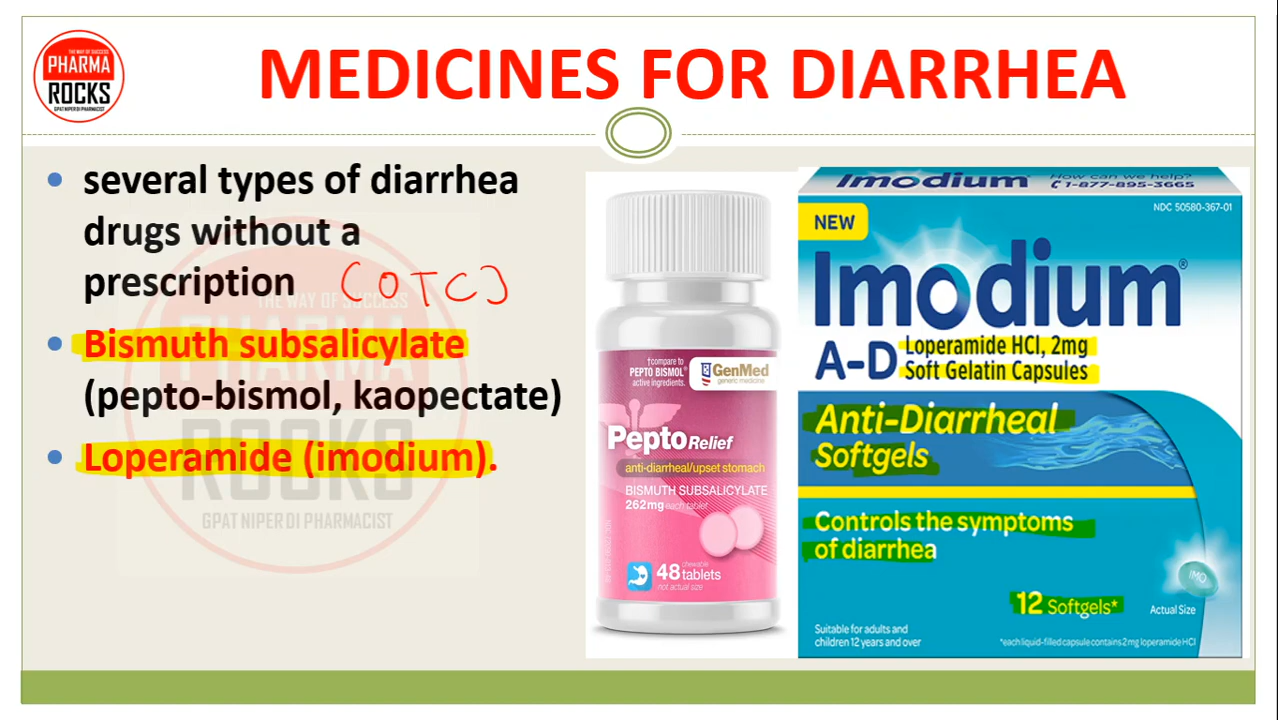 THE WAY OF SUCCESS
PHARMA
ROCKS
GPAT NIPER DI PHARMACIST
MEDICINES FOR DIARRHEA
several types of diarrhea
drugs without a
prescription (OTC)
Bismuth subsalicylate
(pepto-bismol, kaopectate)
Loperamide (imodium).
THE WAY OF SUCCESS
PHARMA
ROCKS
GPAT NIPER DI PHARMACIST
†compare to
PEPTO BISMOL®
active ingredients.
GenMed
generic medicine
Pepto Relief
anti-diarrheal/upset stomach
BISMUTH SUBSALICYLATE
262mg each tablet
48 chewable
tablets
not actual size
Imodium
How can we help?
1-877-895-3665
NDC 50580-367-01
NEW
Imodium®
A-D Loperamide HCl, 2mg
Soft Gelatin Capsules
Anti-Diarrheal
Softgels
Controls the symptoms
of diarrhea
IMO
12 Softgels*
Actual Size
Suitable for adults and
children 12 years and over
*each liquid-filled capsule contains 2 mg loperamide HCl